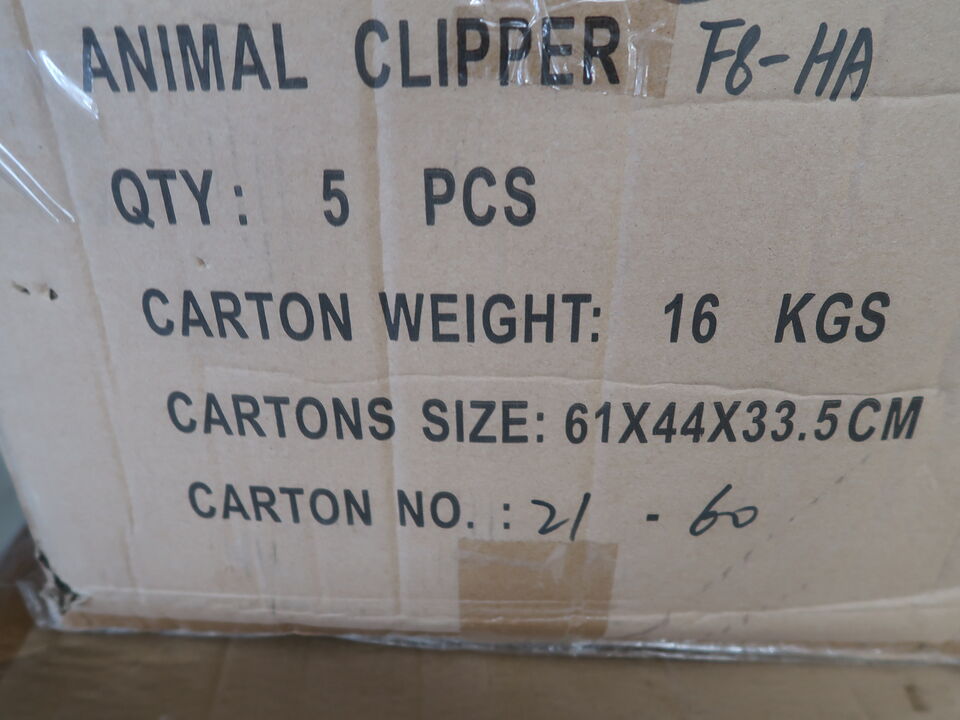 ANIMAL CLIPPER F8-HA
QTY: 5 PCS
CARTON WEIGHT: 16 KGS
CARTONS SIZE: 61X44X33.5CM
CARTON NO. : 21 - 60